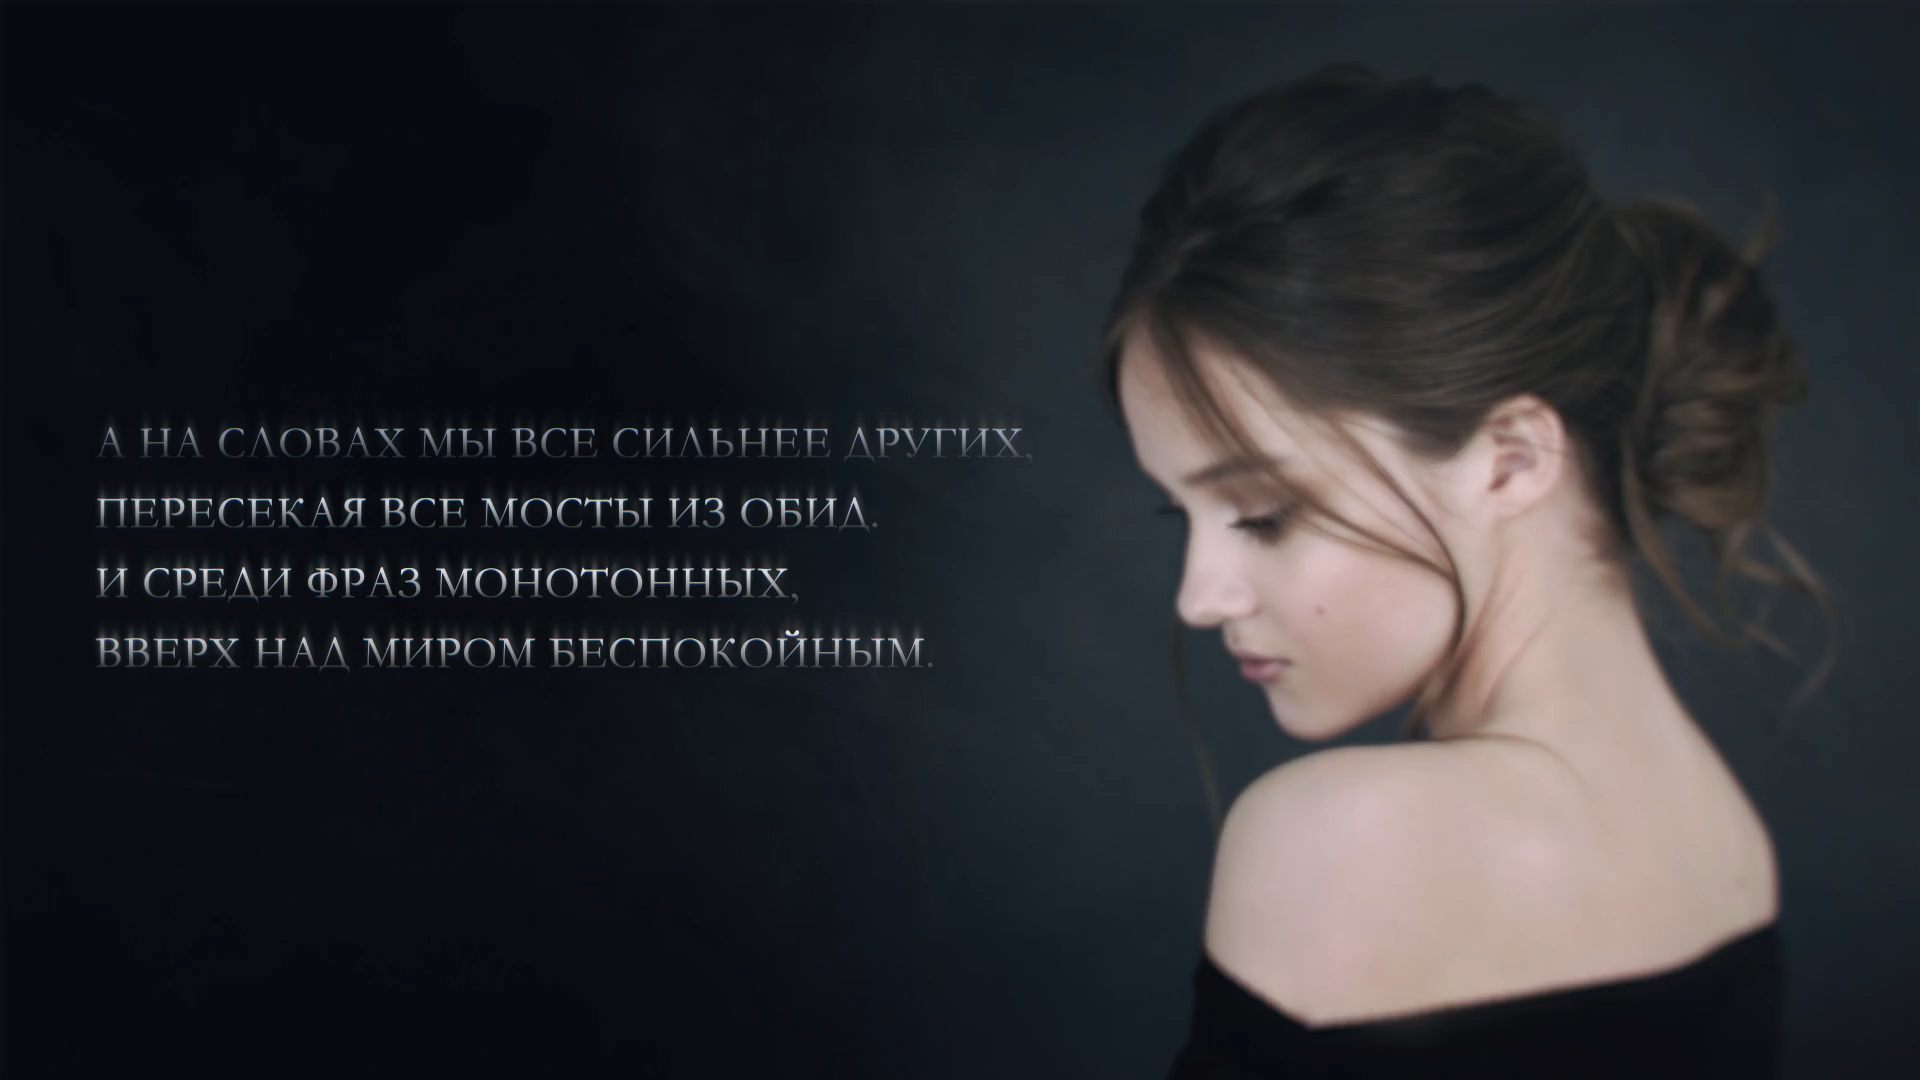 А НА СЛОВАХ МЫ ВСЕ СИЛЬНЕЕ ДРУГИХ,
ПЕРЕСЕКАЯ ВСЕ МОСТЫ ИЗ ОБИД.
И СРЕДИ ФРАЗ МОНОТОННЫХ,
ВВЕРХ НАД МИРОМ БЕСПОКОЙНЫМ.